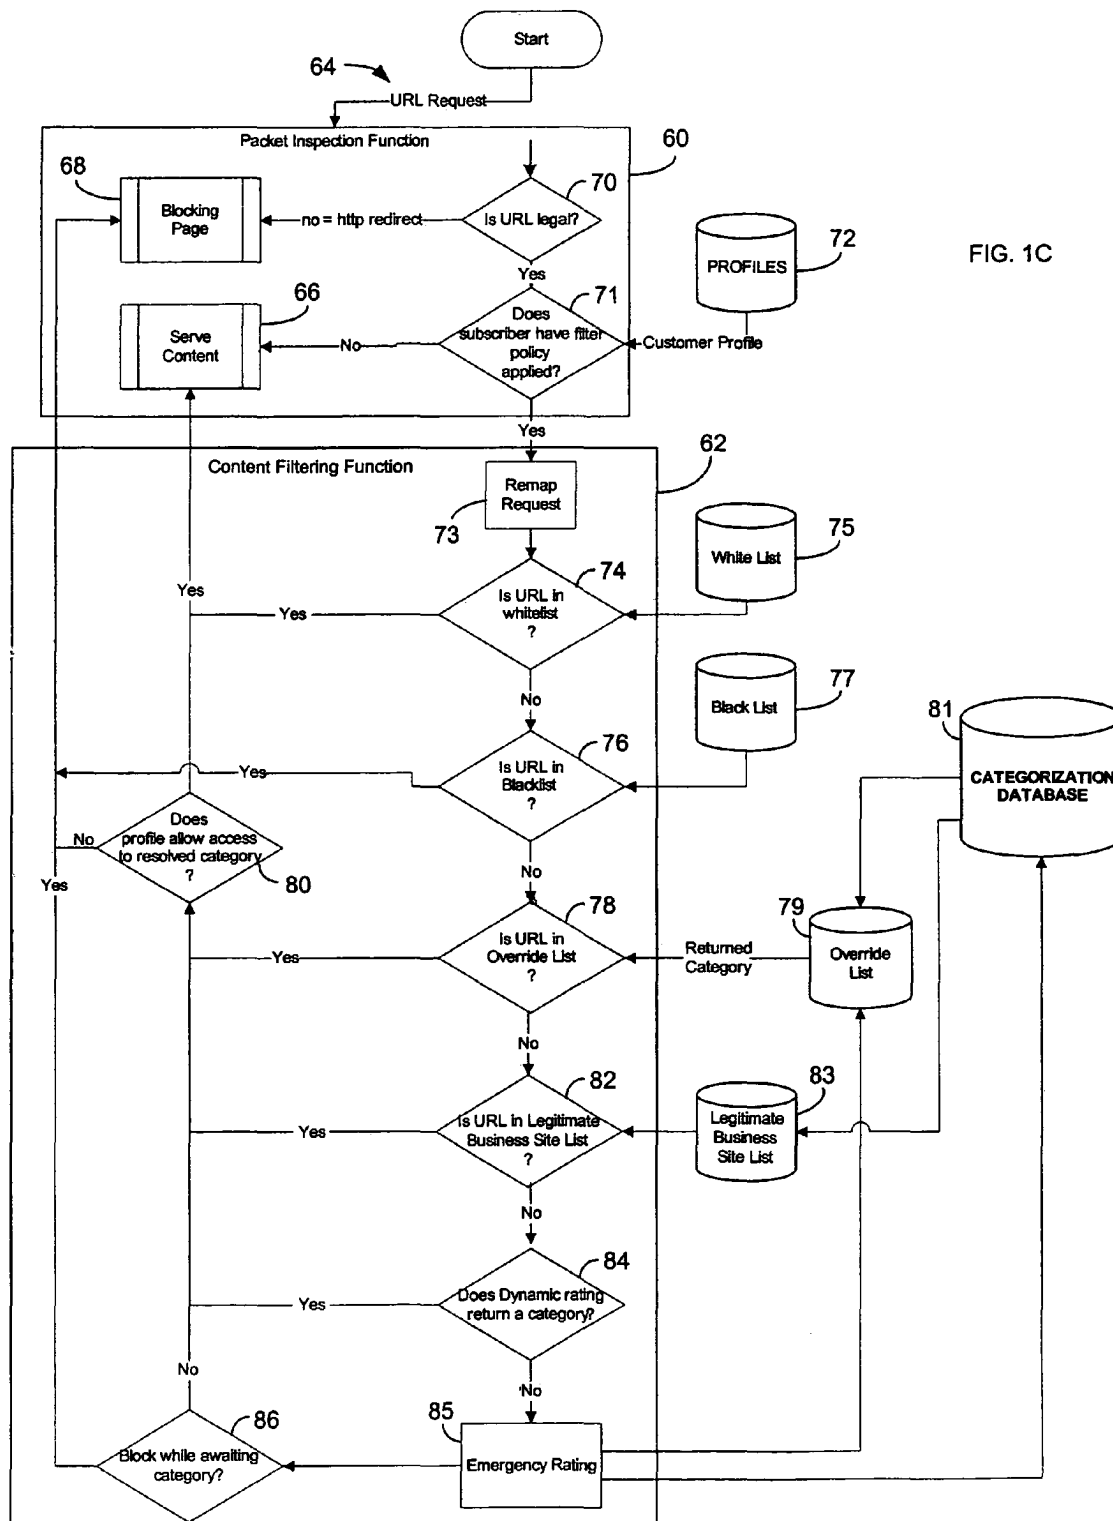 Start
64
URL Request
Packet Inspection Function
60
68
Blocking
Page
no = http redirect
70
Is URL legal?
72
PROFILES
FIG. 1C
Yes
71
66
Serve
Content
No
Does
subscriber have filter
policy
applied?
Customer Profile
Yes
Content Filtering Function
62
Remap
Request
73
75
White List
74
Yes
Yes
Is URL in
whitelist
?
No
77
Black List
76
Yes
Is URL in
Blacklist
?
81
CATEGORIZATION
DATABASE
Does
profile allow access
to resolved category
?
No
Yes
80
No
78
Yes
Is URL in
Override List
?
Returned
Category
79
Override
List
No
82
Yes
Is URL in Legitimate
Business Site List
?
83
Legitimate
Business
Site List
No
84
Yes
Does Dynamic rating
return a category?
No
No
86
Block while awaiting
category?
85
Emergency Rating